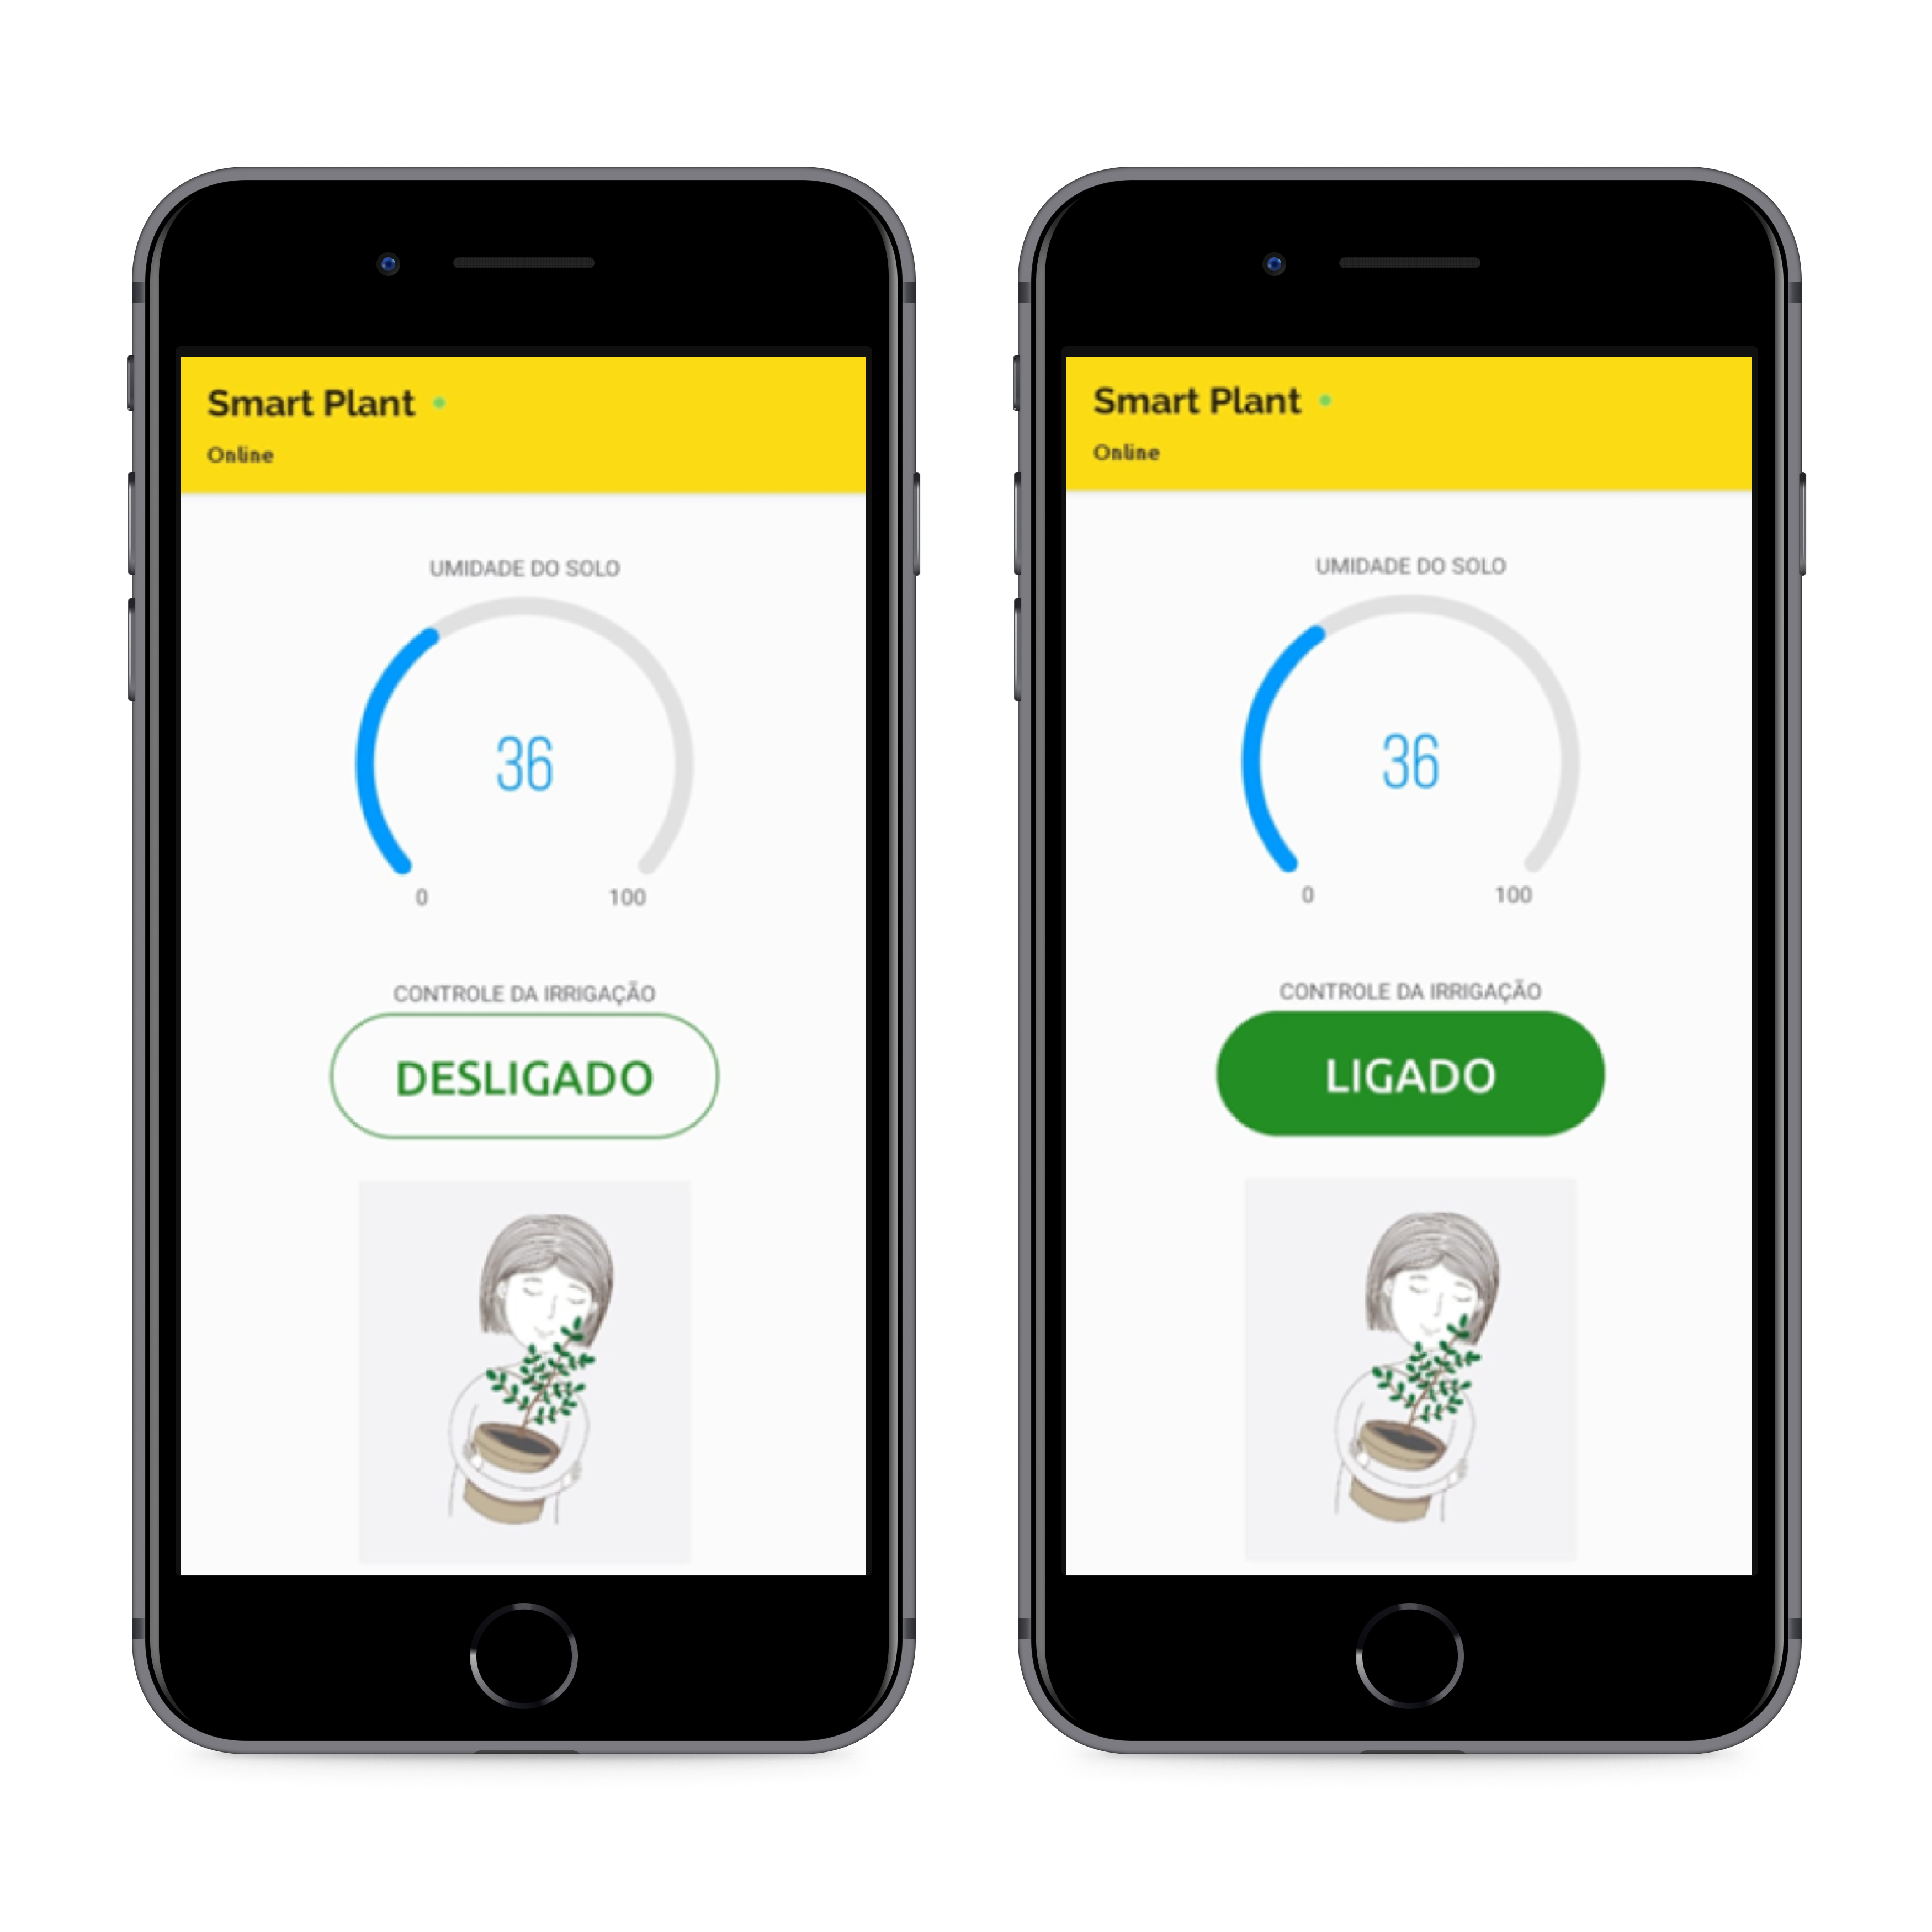 Smart Plant
Online
UMIDADE DO SOLO
36
0 100
CONTROLE DA IRRIGAÇÃO
DESLIGADO
Smart Plant
Online
UMIDADE DO SOLO
36
0 100
CONTROLE DA IRRIGAÇÃO
LIGADO